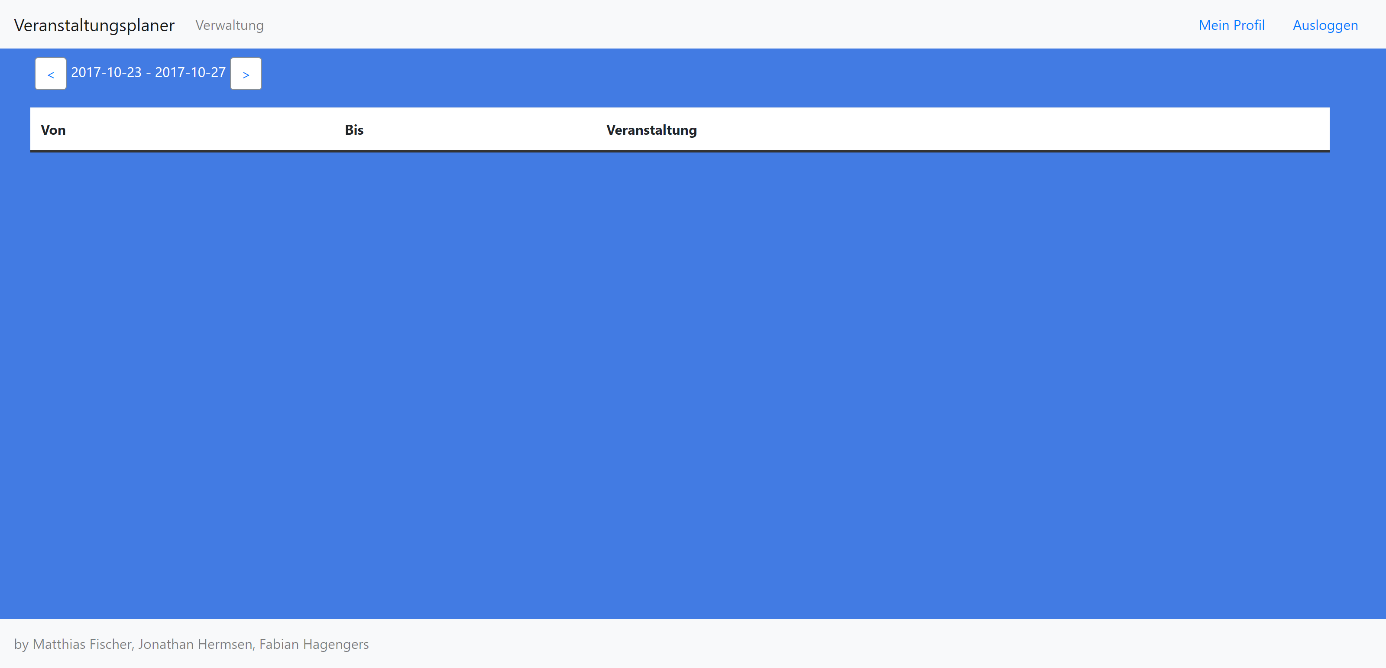 Veranstaltungsplaner Verwaltung Mein Profil Ausloggen
< 2017-10-23 - 2017-10-27 >
Von Bis Veranstaltung
by Matthias Fischer, Jonathan Hermsen, Fabian Hagengers